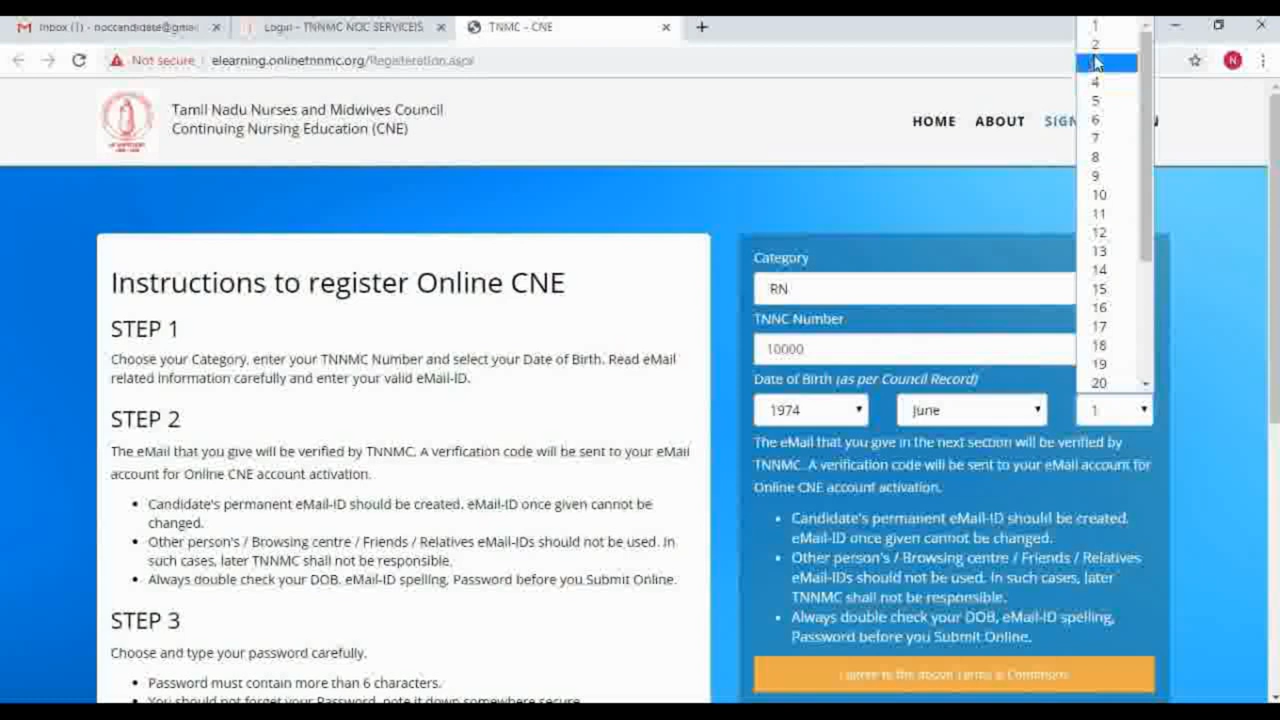 Inbox (1) - noccandidate@gmai
Login - TNNMC NOC SERVICEIS
TNMC - CNE
Not secure
elearning.onlinetnnmc.org/Registeration.aspx
N
Tamil Nadu Nurses and Midwives Council
Continuing Nursing Education (CNE)
HOME
ABOUT
SIGN
N
1
2
4
5
6
7
8
9
10
11
12
13
14
15
16
17
18
19
20
Instructions to register Online CNE
STEP 1
Choose your Category, enter your TNNMC Number and select your Date of Birth. Read eMail
related information carefully and enter your valid eMail-ID.
STEP 2
The eMail that you give will be verified by TNNMC. A verification code will be sent to your eMail
account for Online CNE account activation.
Candidate's permanent eMail-ID should be created. eMail-ID once given cannot be
changed.
Other person's / Browsing centre / Friends / Relatives eMail-IDs should not be used. In
such cases, later TNNMC shall not be responsible.
Always double check your DOB, eMail-ID spelling, Password before you Submit Online.
STEP 3
Choose and type your password carefully.
Password must contain more than 6 characters.
You should not forget your Password, note it down somewhere secure
Category
RN
TNNC Number
10000
Date of Birth (as per Council Record)
1974
June
1
The eMail that you give in the next section will be verified by
TNNMC. A verification code will be sent to your eMail account for
Online CNE account activation.
Candidate's permanent eMail-ID should be created.
eMail-ID once given cannot be changed.
Other person's / Browsing centre / Friends / Relatives
eMail-IDs should not be used. In such cases, later
TNNMC shall not be responsible.
Always double check your DOB, eMail-ID spelling,
Password before you Submit Online.
I agree to the above Terms & Conditions